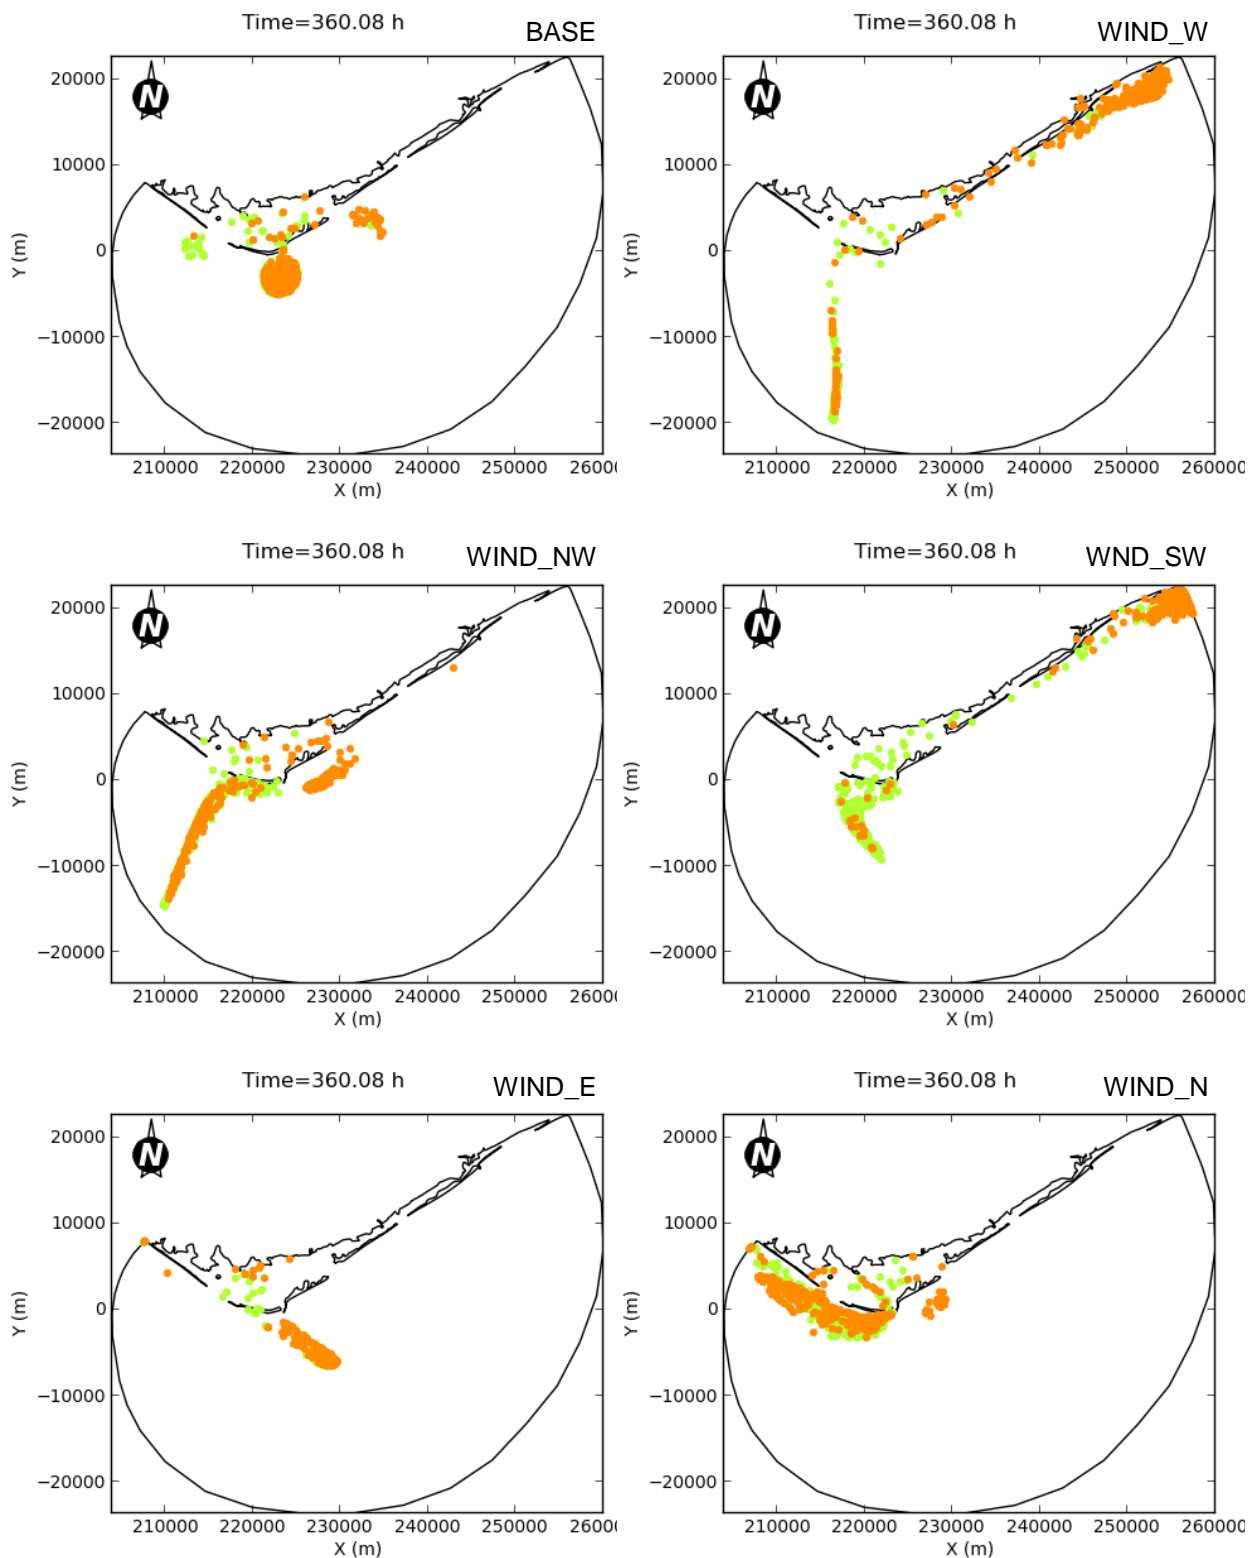 Time=360.08 h BASE
N
20000
10000
0
−10000
−20000
Y (m)
210000 220000 230000 240000 250000 26000
X (m)
Time=360.08 h WIND_W
N
20000
10000
0
−10000
−20000
Y (m)
210000 220000 230000 240000 250000 260000
X (m)
Time=360.08 h WIND_NW
N
20000
10000
0
−10000
−20000
Y (m)
210000 220000 230000 240000 250000 26000
X (m)
Time=360.08 h WND_SW
N
20000
10000
0
−10000
−20000
Y (m)
210000 220000 230000 240000 250000 260000
X (m)
Time=360.08 h WIND_E
N
20000
10000
0
−10000
−20000
Y (m)
210000 220000 230000 240000 250000 26000
X (m)
Time=360.08 h WIND_N
N
20000
10000
0
−10000
−20000
Y (m)
210000 220000 230000 240000 250000 260000
X (m)